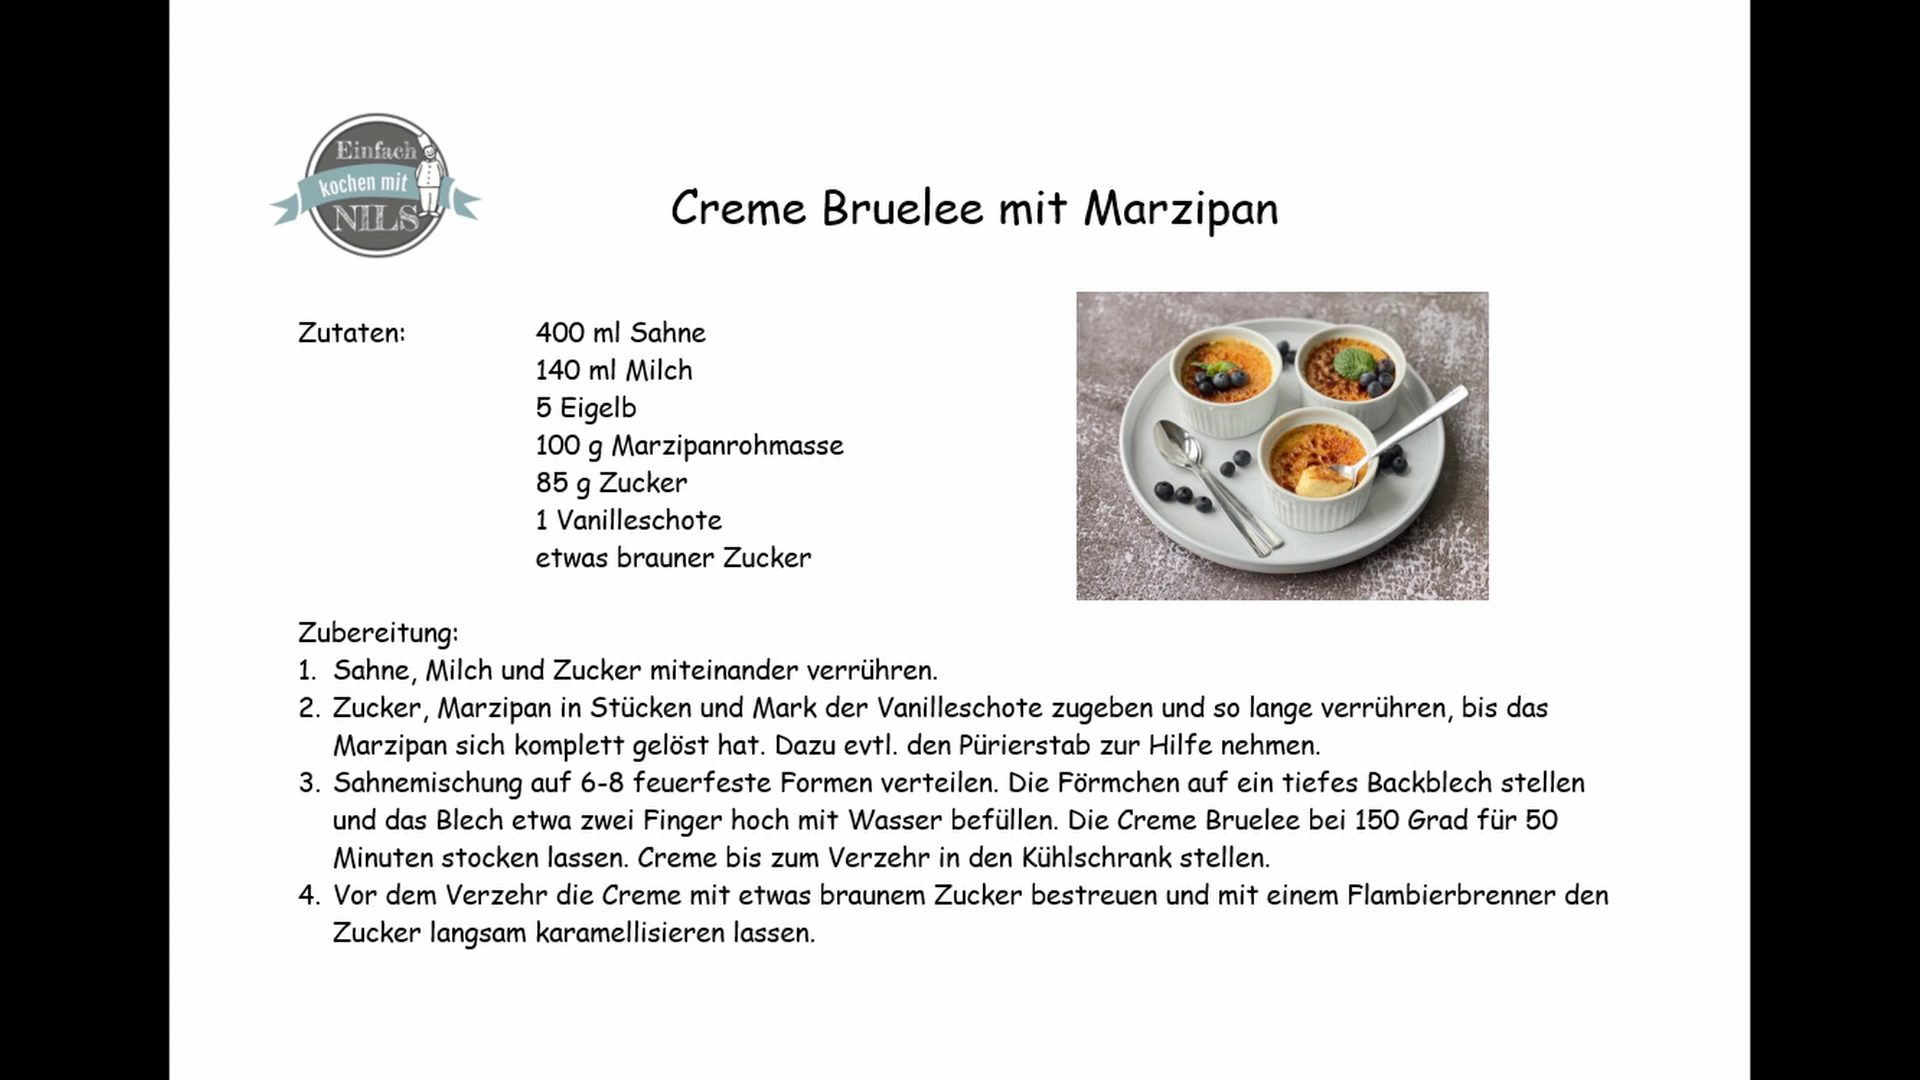 Einfach
kochen mit
NILS
Creme Bruelee mit Marzipan
Zutaten:
400 ml Sahne
140 ml Milch
5 Eigelb
100 g Marzipanrohmasse
85 g Zucker
1 Vanilleschote
etwas brauner Zucker
Zubereitung:
1. Sahne, Milch und Zucker miteinander verrühren.
2. Zucker, Marzipan in Stücken und Mark der Vanilleschote zugeben und so lange verrühren, bis das
Marzipan sich komplett gelöst hat. Dazu evtl. den Pürierstab zur Hilfe nehmen.
3. Sahnemischung auf 6-8 feuerfeste Formen verteilen. Die Förmchen auf ein tiefes Backblech stellen
und das Blech etwa zwei Finger hoch mit Wasser befüllen. Die Creme Bruelee bei 150 Grad für 50
Minuten stocken lassen. Creme bis zum Verzehr in den Kühlschrank stellen.
4. Vor dem Verzehr die Creme mit etwas braunem Zucker bestreuen und mit einem Flambierbrenner den
Zucker langsam karamellisieren lassen.